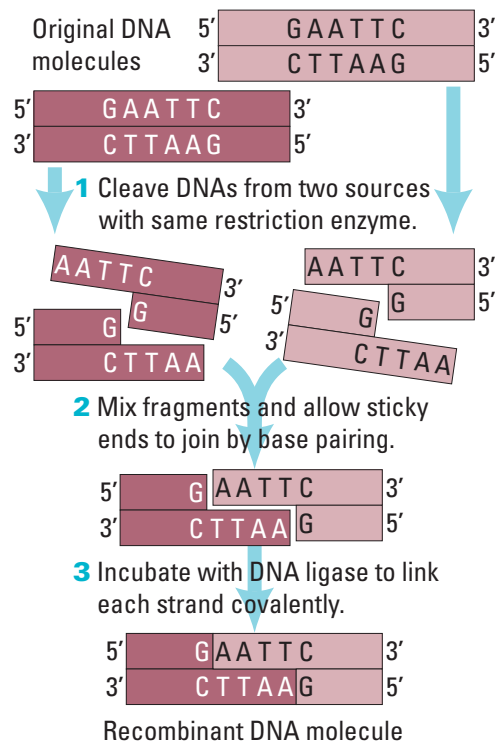 Original DNA
molecules
5′ GAATTC 3′
3′ CTTAAG 5′
5′ GAATTC 3′
3′ CTTAAG 5′
1 Cleave DNAs from two sources
with same restriction enzyme.
AATTC 3′
G 5′
5′ G
3′ CTTAA
AATTC 3′
G 5′
5′ G
3′ CTTAA
2 Mix fragments and allow sticky
ends to join by base pairing.
5′ G AATTC 3′
3′ CTTAA G 5′
3 Incubate with DNA ligase to link
each strand covalently.
5′ GAATTC 3′
3′ CTTAAG 5′
Recombinant DNA molecule